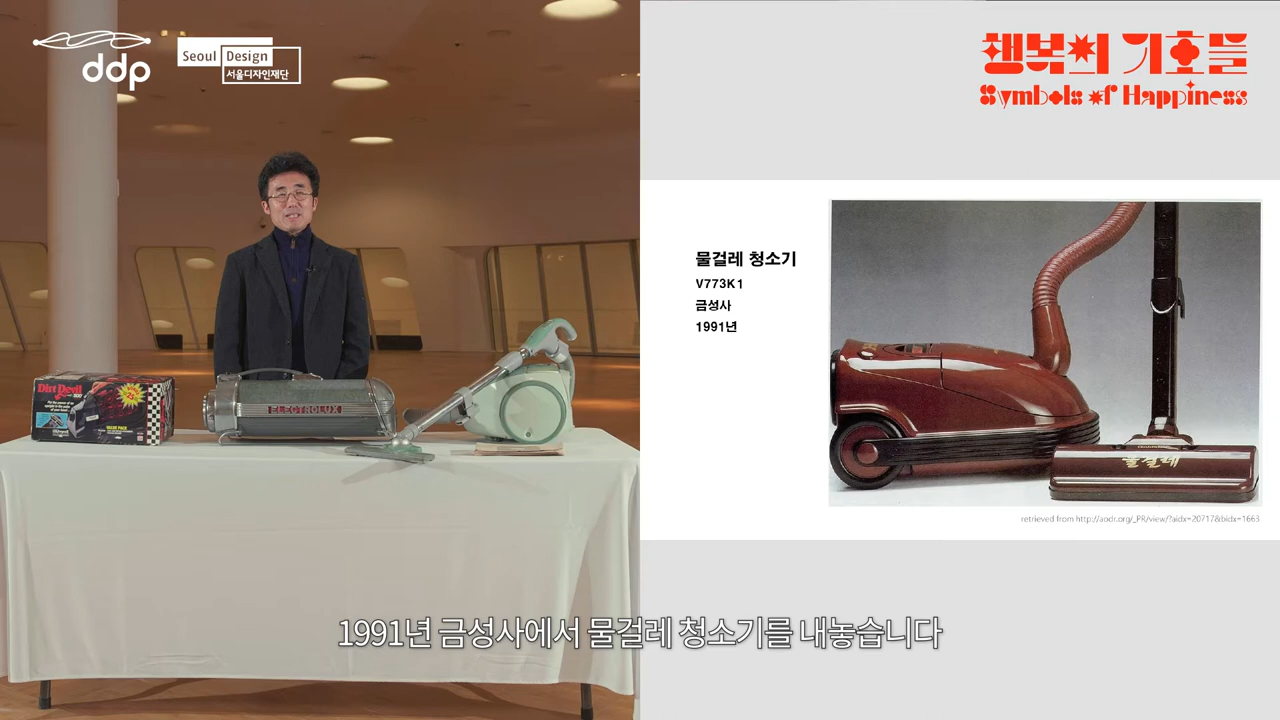 ddp
Seoul Design
서울디자인재단
행복의 기호들
Symbols of Happiness
물걸레 청소기
V773K1
금성사
1991년
물걸레
retrieved from http://aodr.org/_PR/view/?aidx=20717&bidx=1663
Dirt Devil
VALUE PACK
ELECTROLUX
1991년 금성사에서 물걸레 청소기를 내놓습니다